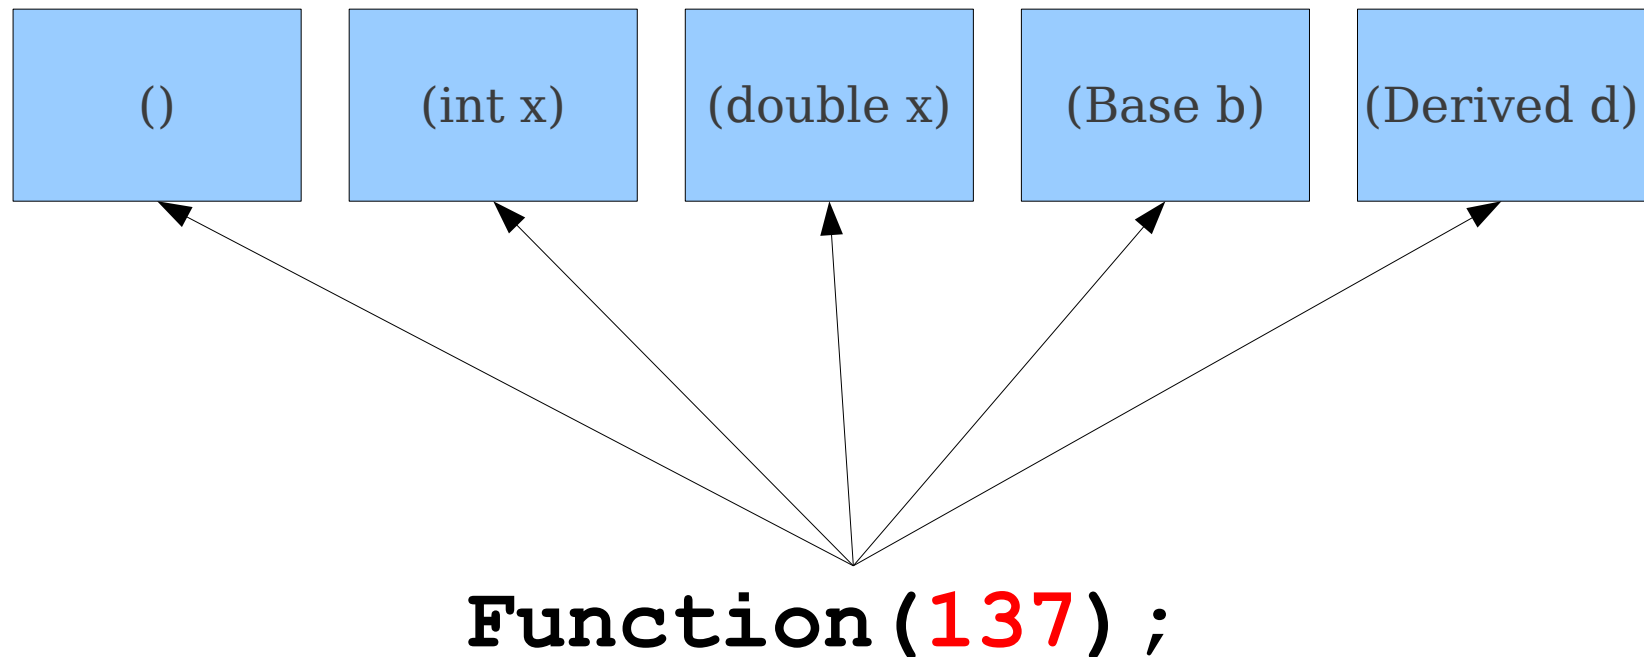 () (int x) (double x) (Base b) (Derived d)
Function(137);